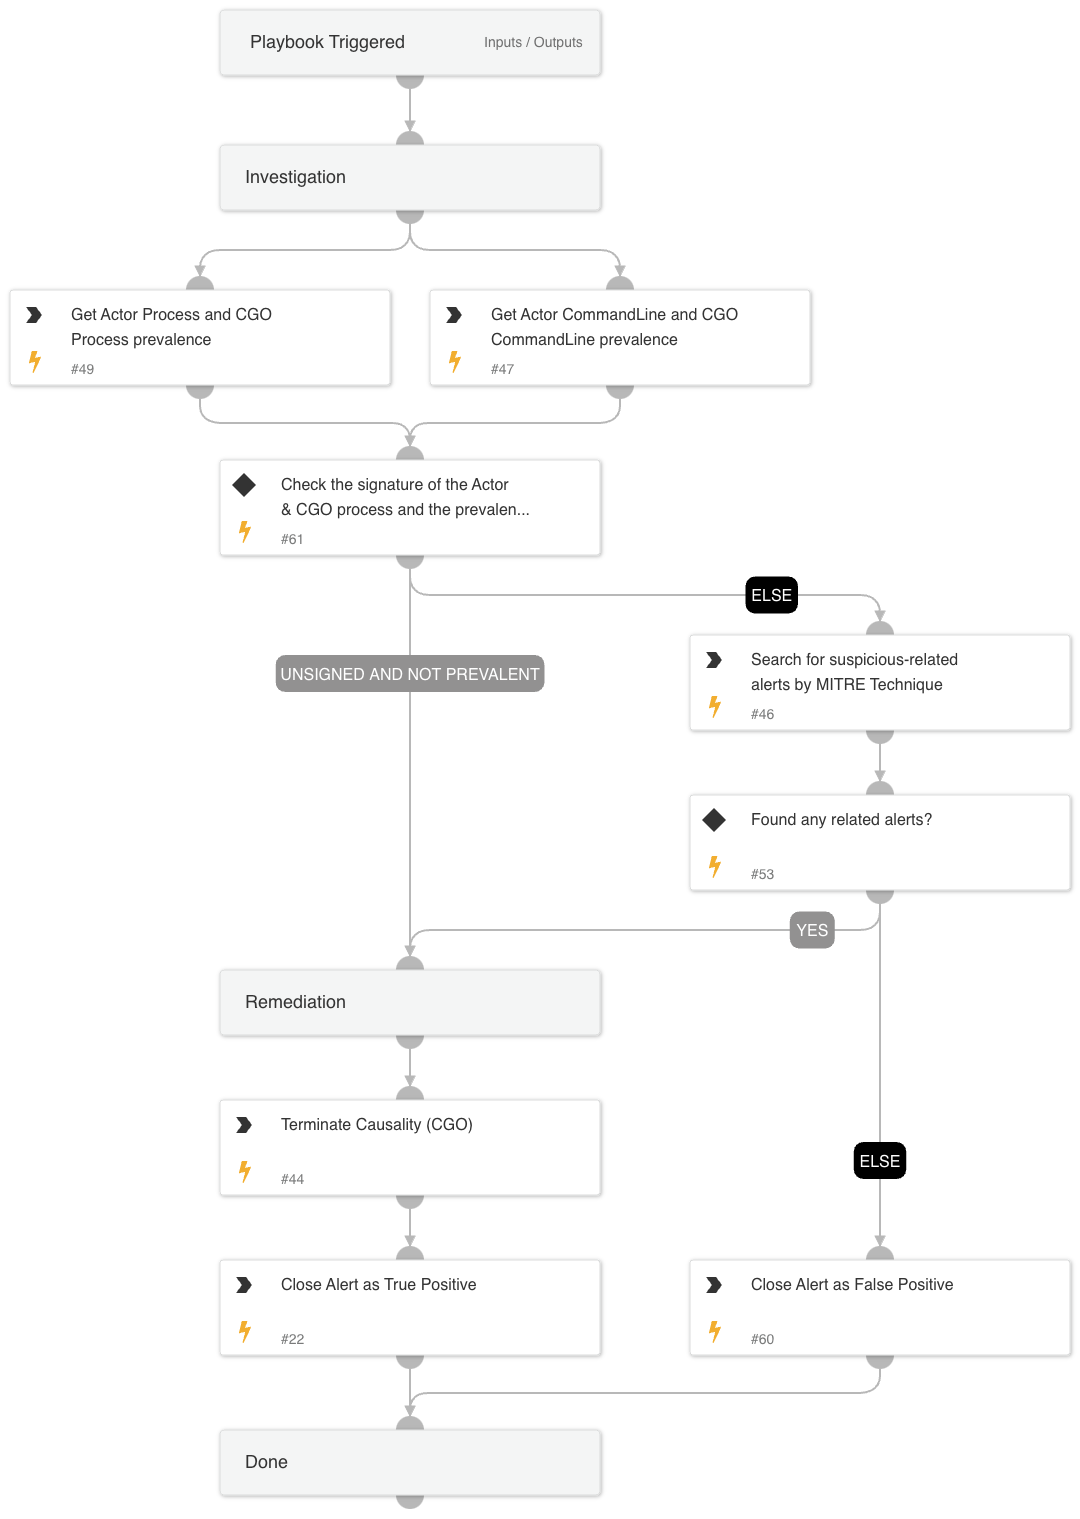 Playbook Triggered
Inputs / Outputs
Investigation
Get Actor Process and CGO
Process prevalence
#49
Get Actor CommandLine and CGO
CommandLine prevalence
#47
Check the signature of the Actor
& CGO process and the prevalen...
#61
ELSE
UNSIGNED AND NOT PREVALENT
Search for suspicious-related
alerts by MITRE Technique
#46
Found any related alerts?
#53
YES
Remediation
Terminate Causality (CGO)
#44
ELSE
Close Alert as True Positive
#22
Close Alert as False Positive
#60
Done